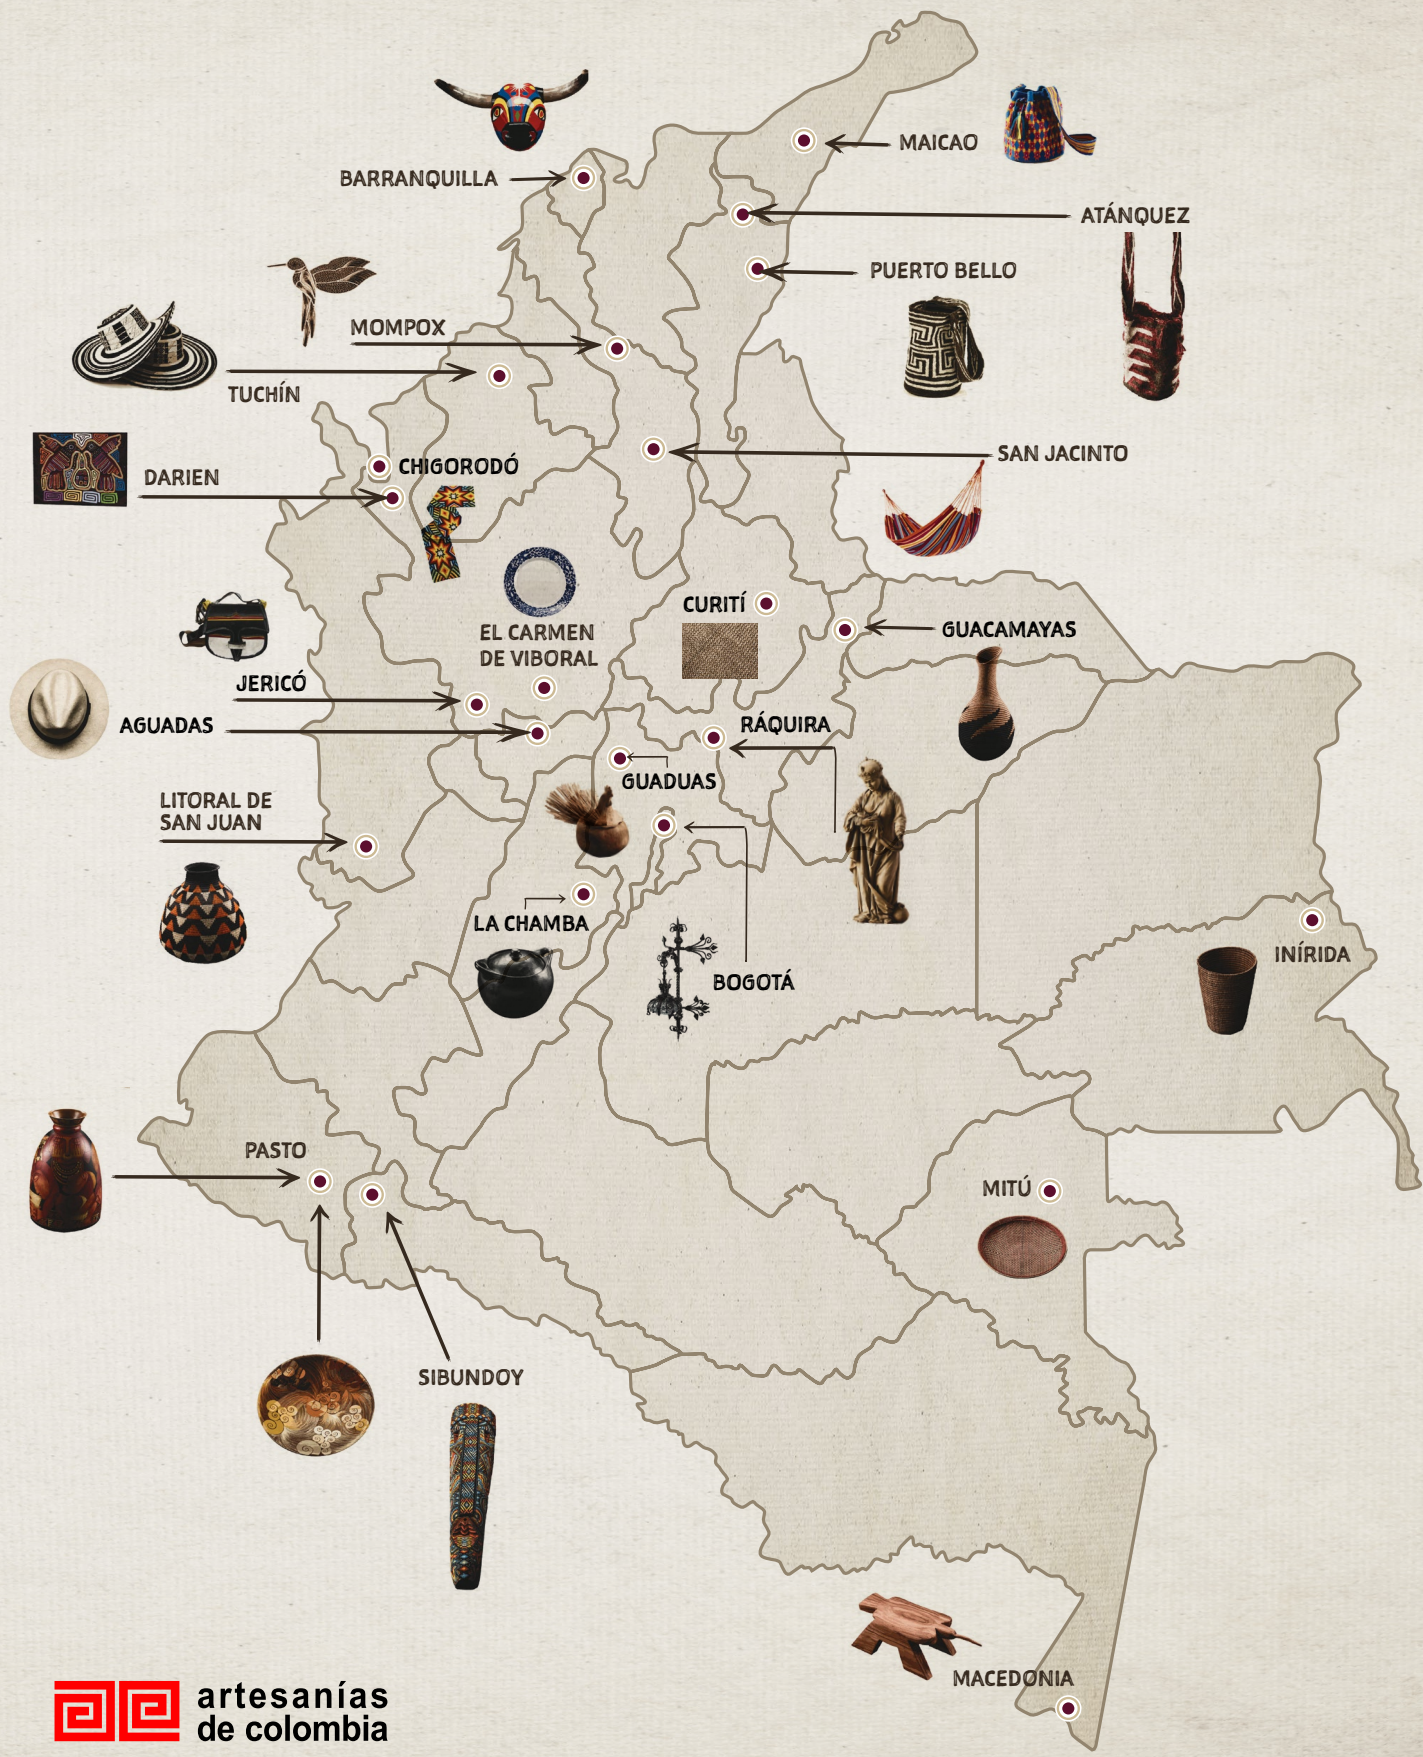 MAICAO
BARRANQUILLA
ATÁNQUEZ
PUERTO BELLO
MOMPOX
TUCHÍN
SAN JACINTO
CHIGORODÓ
DARIEN
CURITÍ
GUACAMAYAS
EL CARMEN
DE VIBORAL
JERICÓ
AGUADAS
RÁQUIRA
GUADUAS
LITORAL DE
SAN JUAN
LA CHAMBA
BOGOTÁ
INÍRIDA
PASTO
MITÚ
SIBUNDOY
MACEDONIA
artesanías
de colombia